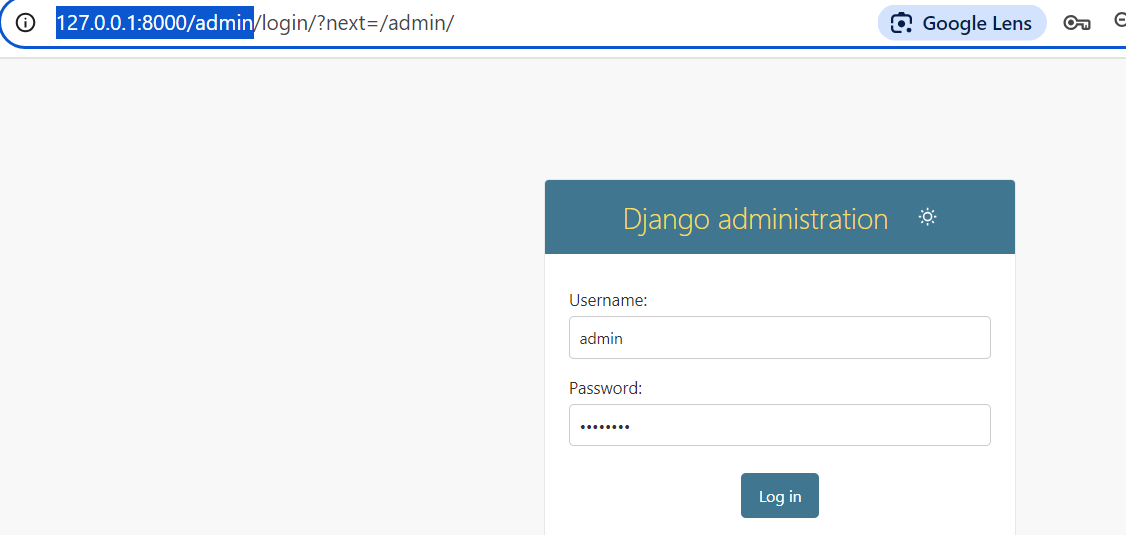 127.0.0.1:8000/admin/login/?next=/admin/
Google Lens
Django administration
Username:
admin
Password:
••••••••
Log in